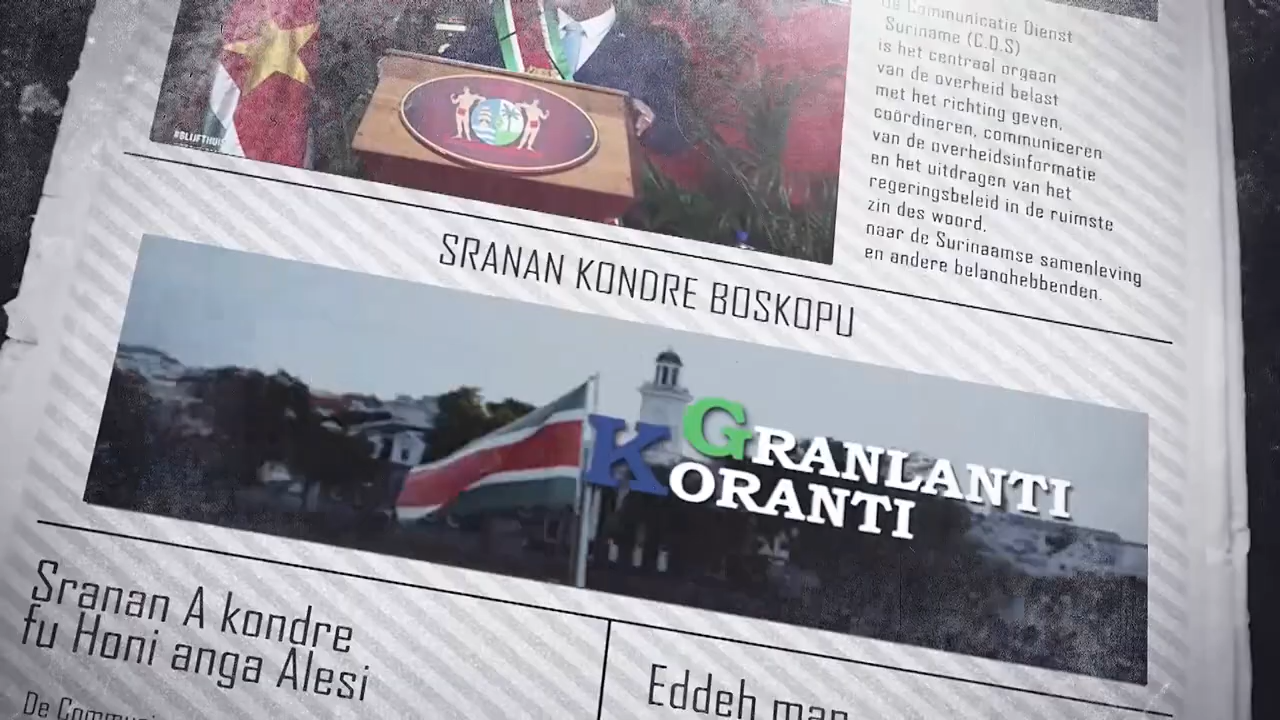 de Communicatie Dienst
Suriname (C.D.S)
is het centraal orgaan
van de overheid belast
met het richting geven,
coördineren, communiceren
van de overheidsinformatie
en het uitdragen van het
regeringsbeleid in de ruimste
zin des woord.
naar de Surinaamse samenleving
en andere belanghebbenden.
SRANAN KONDRE BOSKOPU
GRANLANTI
KORANTI
Sranan A kondre
fu Honi anga Alesi
Eddeh man
De